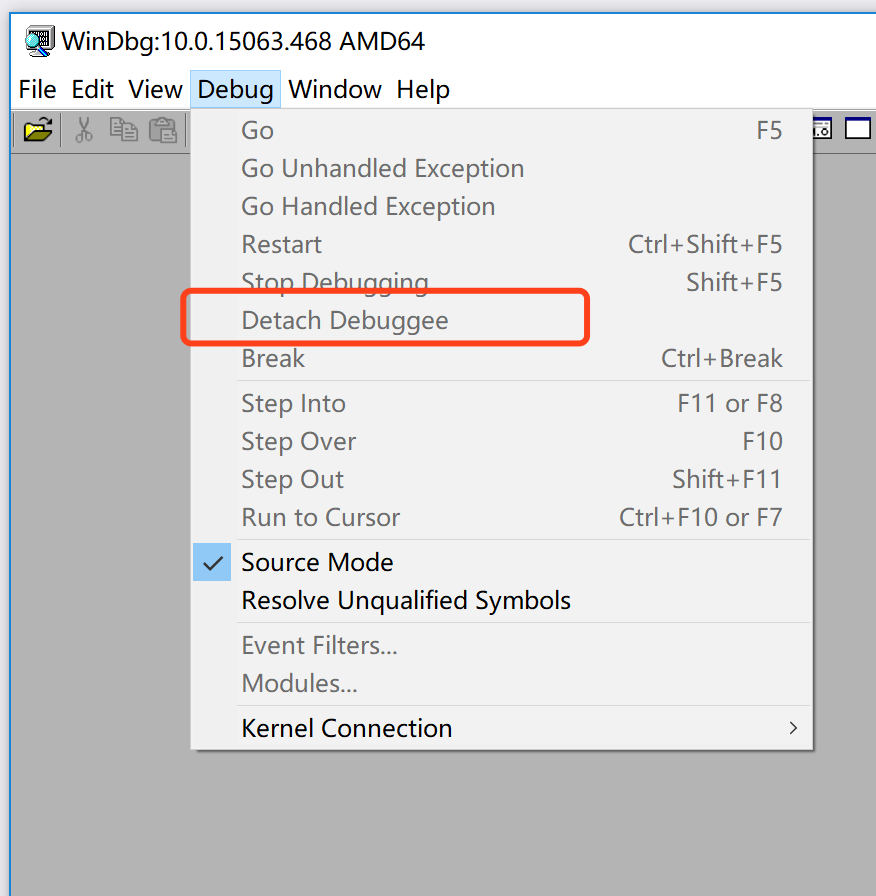 WinDbg:10.0.15063.468 AMD64
File Edit View Debug Window Help
Go F5
Go Unhandled Exception
Go Handled Exception
Restart Ctrl+Shift+F5
Stop Debugging Shift+F5
Detach Debuggee
Break Ctrl+Break
Step Into F11 or F8
Step Over F10
Step Out Shift+F11
Run to Cursor Ctrl+F10 or F7
Source Mode
Resolve Unqualified Symbols
Event Filters...
Modules...
Kernel Connection